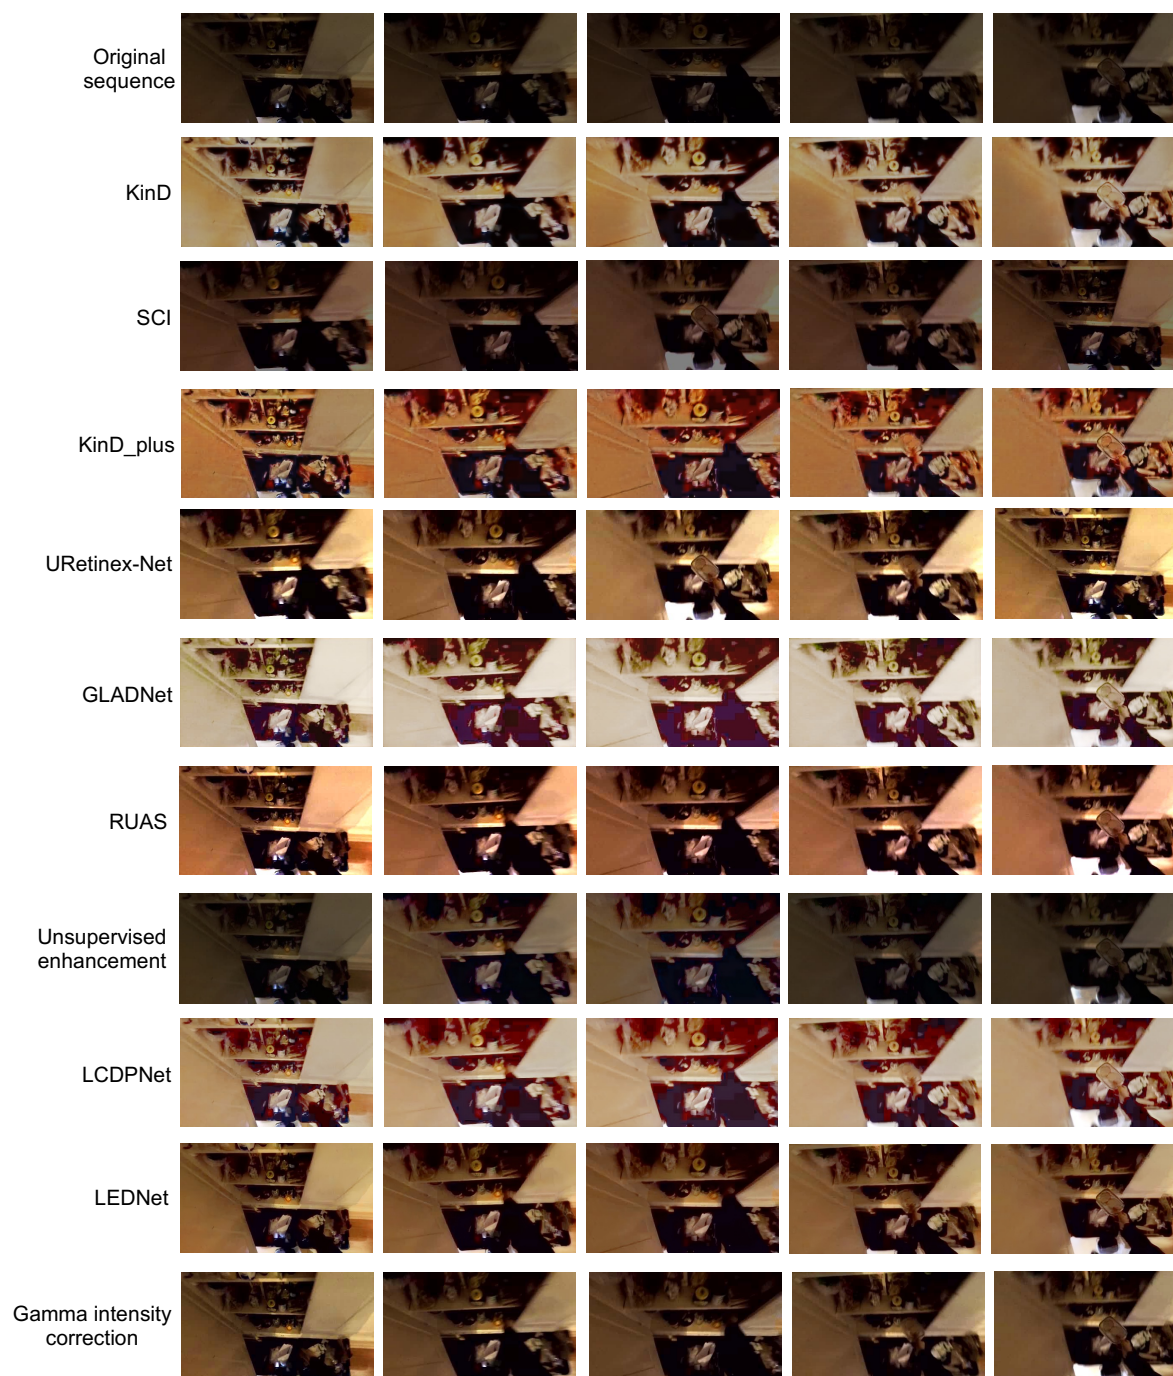 Original
sequence
KinD
SCI
KinD_plus
URetinex-Net
GLADNet
RUAS
Unsupervised
enhancement
LCDPNet
LEDNet
Gamma intensity
correction